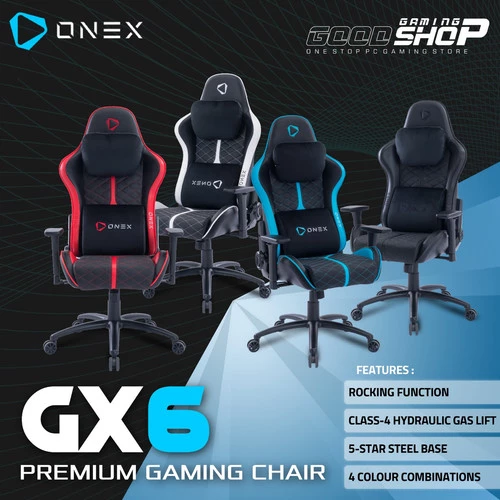 ONEX
GAMING
GOOD SHOP
ONE STOP PC GAMING STORE
ONEX
ONEX
ONEX
GX6
PREMIUM GAMING CHAIR
FEATURES :
ROCKING FUNCTION
CLASS-4 HYDRAULIC GAS LIFT
5-STAR STEEL BASE
4 COLOUR COMBINATIONS